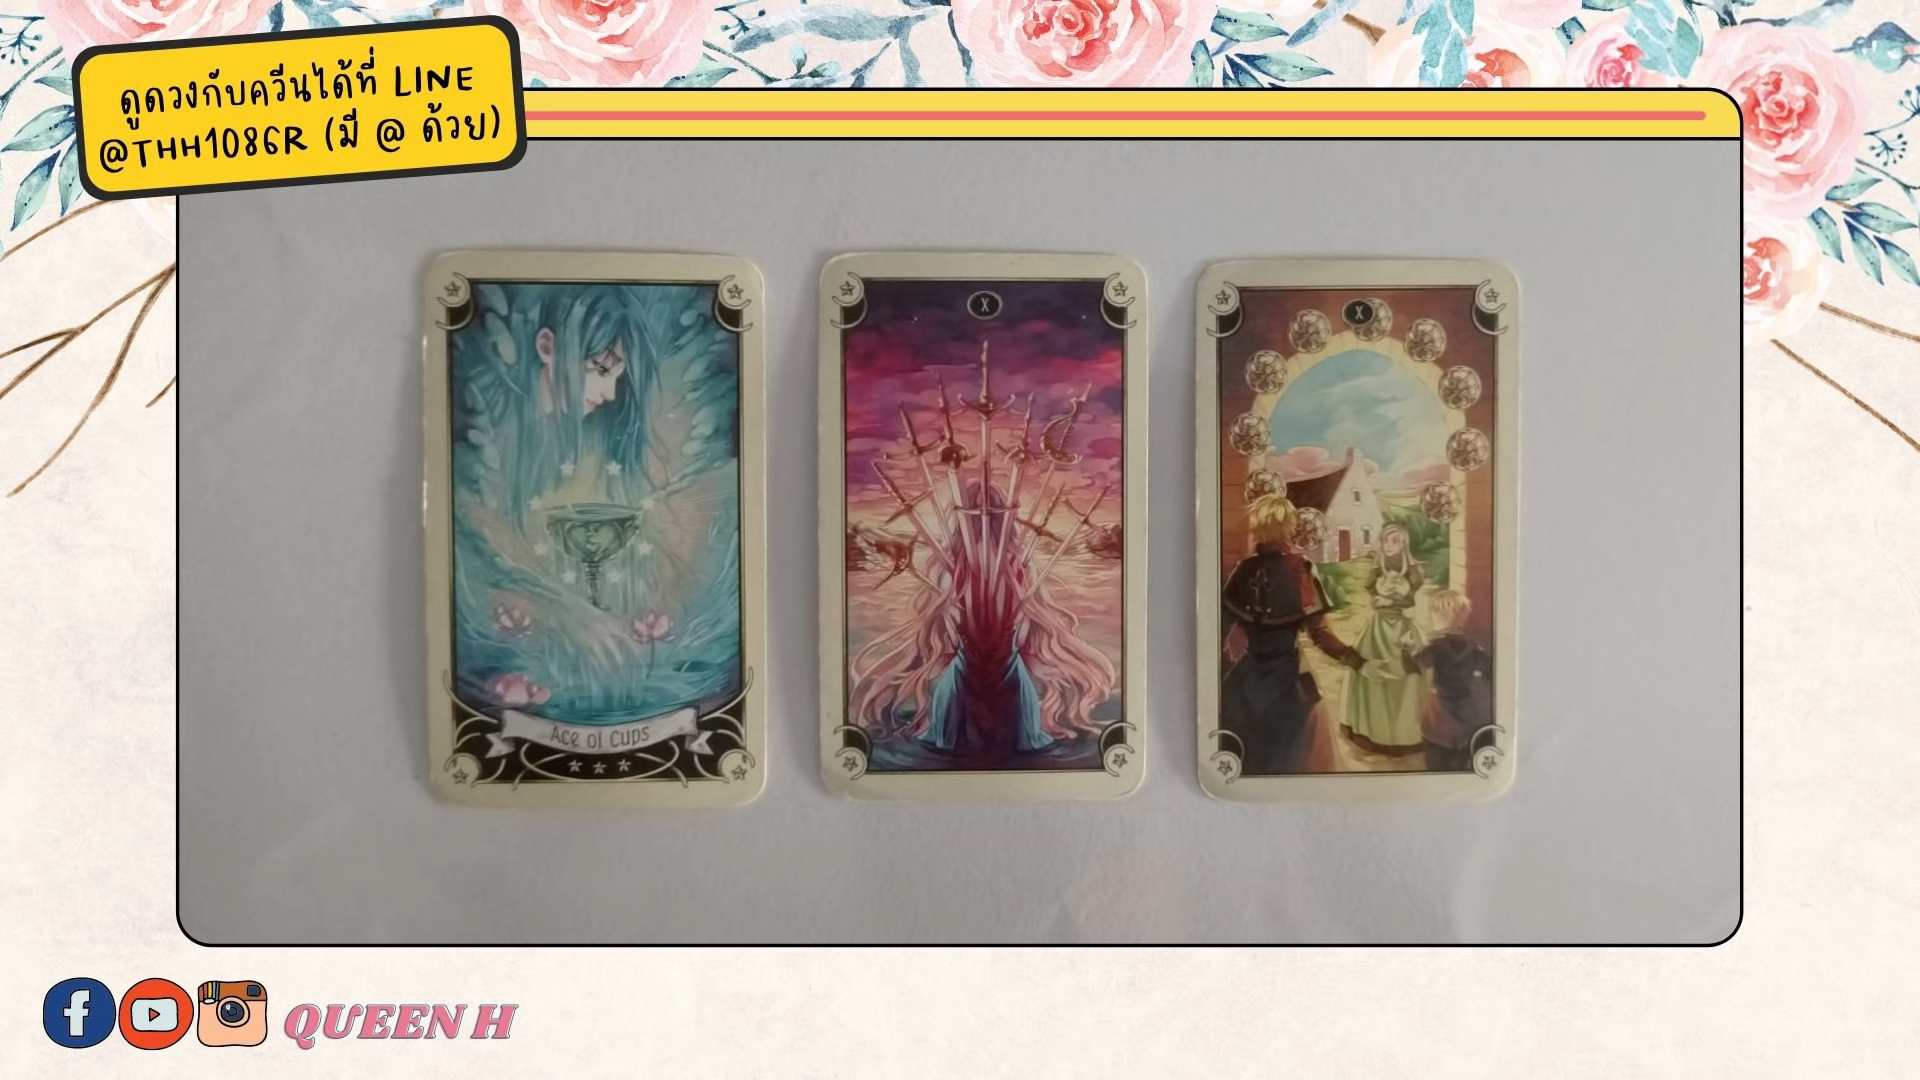 ดูดวงกับควีนได้ที่ LINE
@THH1086R (มี @ ด้วย)
X
X
Ace of Cups
QUEEN H